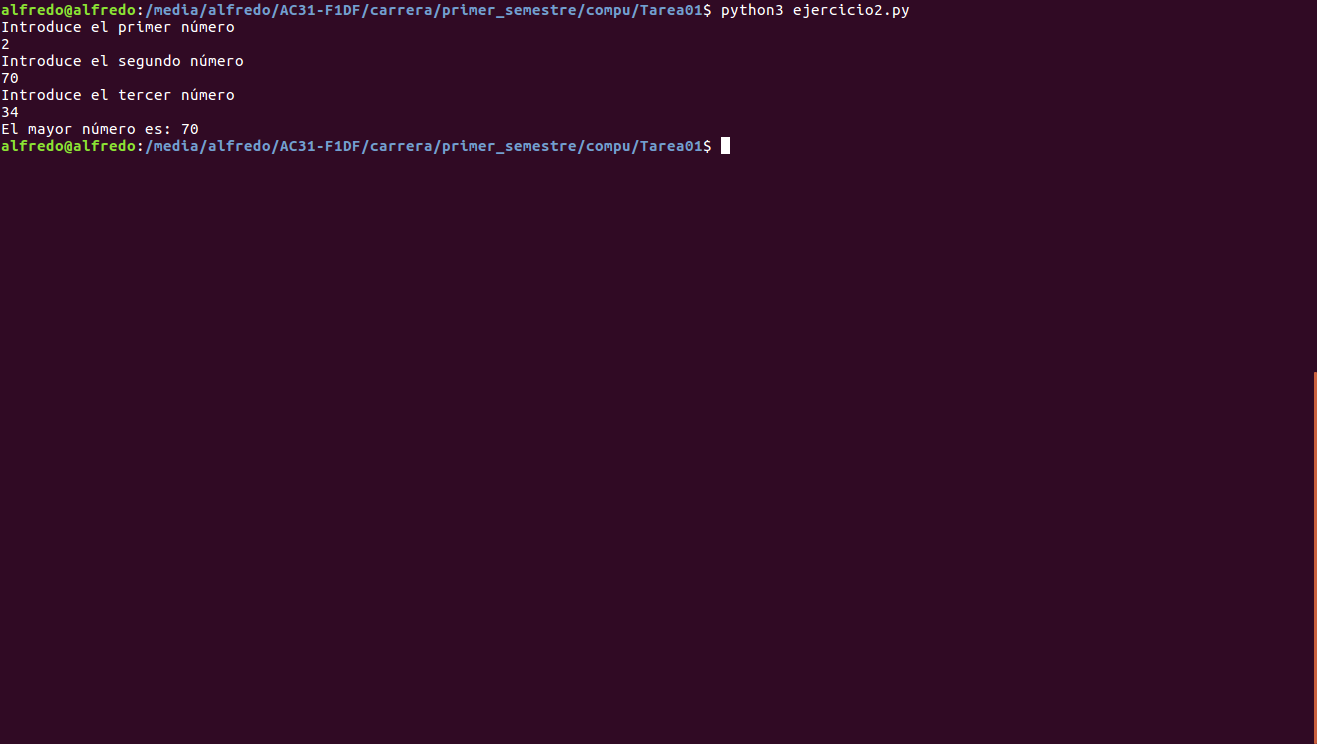 alfredo@alfredo:/media/alfredo/AC31-F1DF/carrera/primer_semestre/compu/Tarea01$ python3 ejercicio2.py
Introduce el primer número
2
Introduce el segundo número
70
Introduce el tercer número
34
El mayor número es: 70
alfredo@alfredo:/media/alfredo/AC31-F1DF/carrera/primer_semestre/compu/Tarea01$